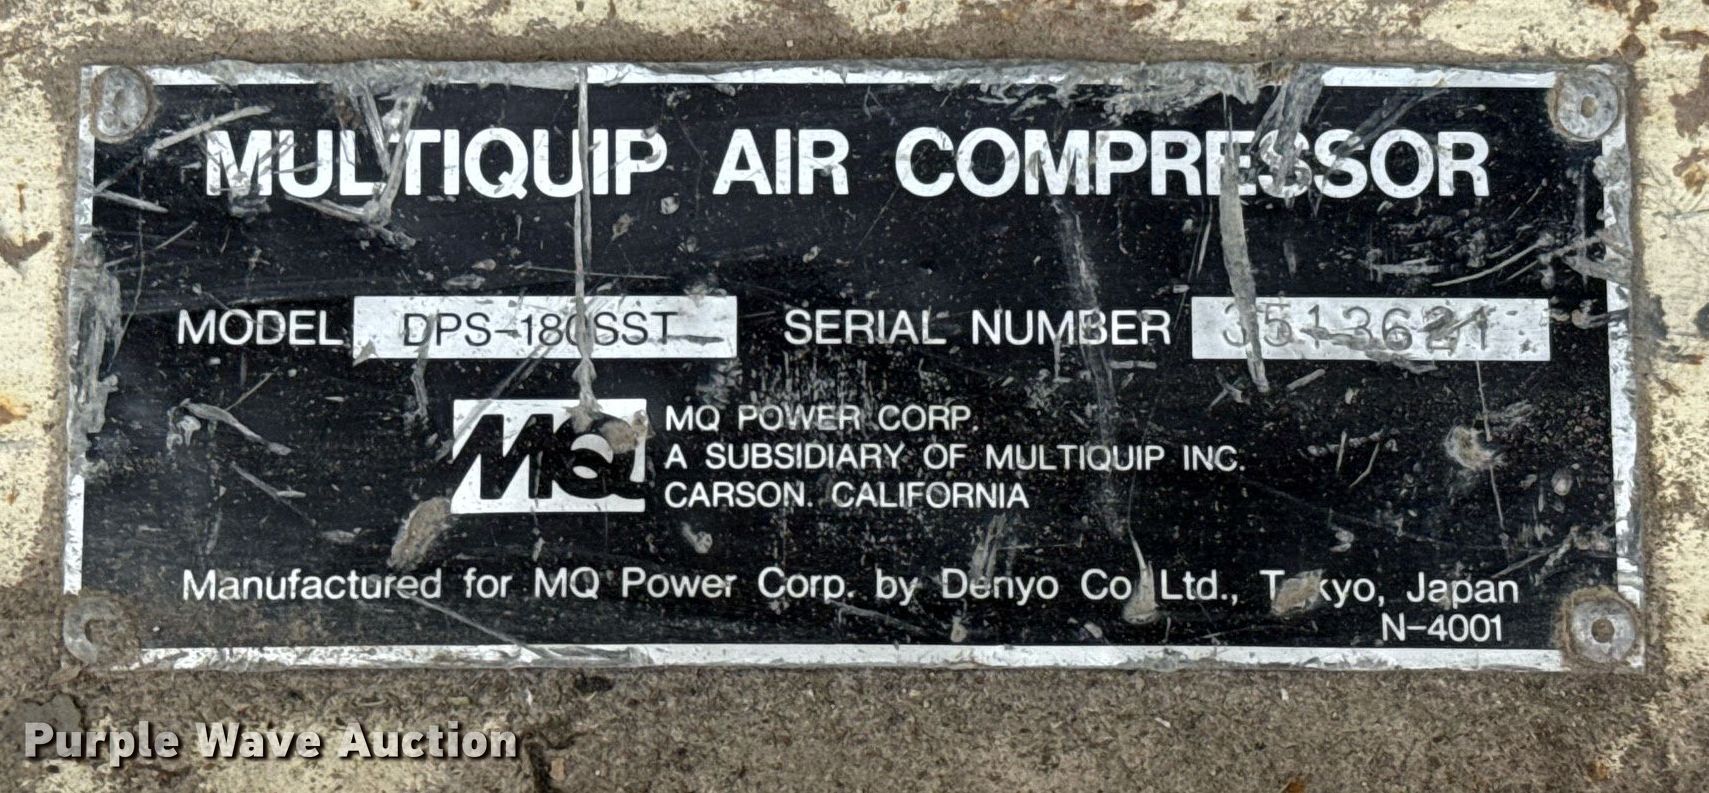 MULTIQUIP AIR COMPRESSOR
MODEL DPS-180SST SERIAL NUMBER 3513621
MQ MQ POWER CORP.
A SUBSIDIARY OF MULTIQUIP INC.
CARSON. CALIFORNIA
Manufactured for MQ Power Corp. by Denyo Co. Ltd., Tokyo, Japan
N-4001
Purple Wave Auction